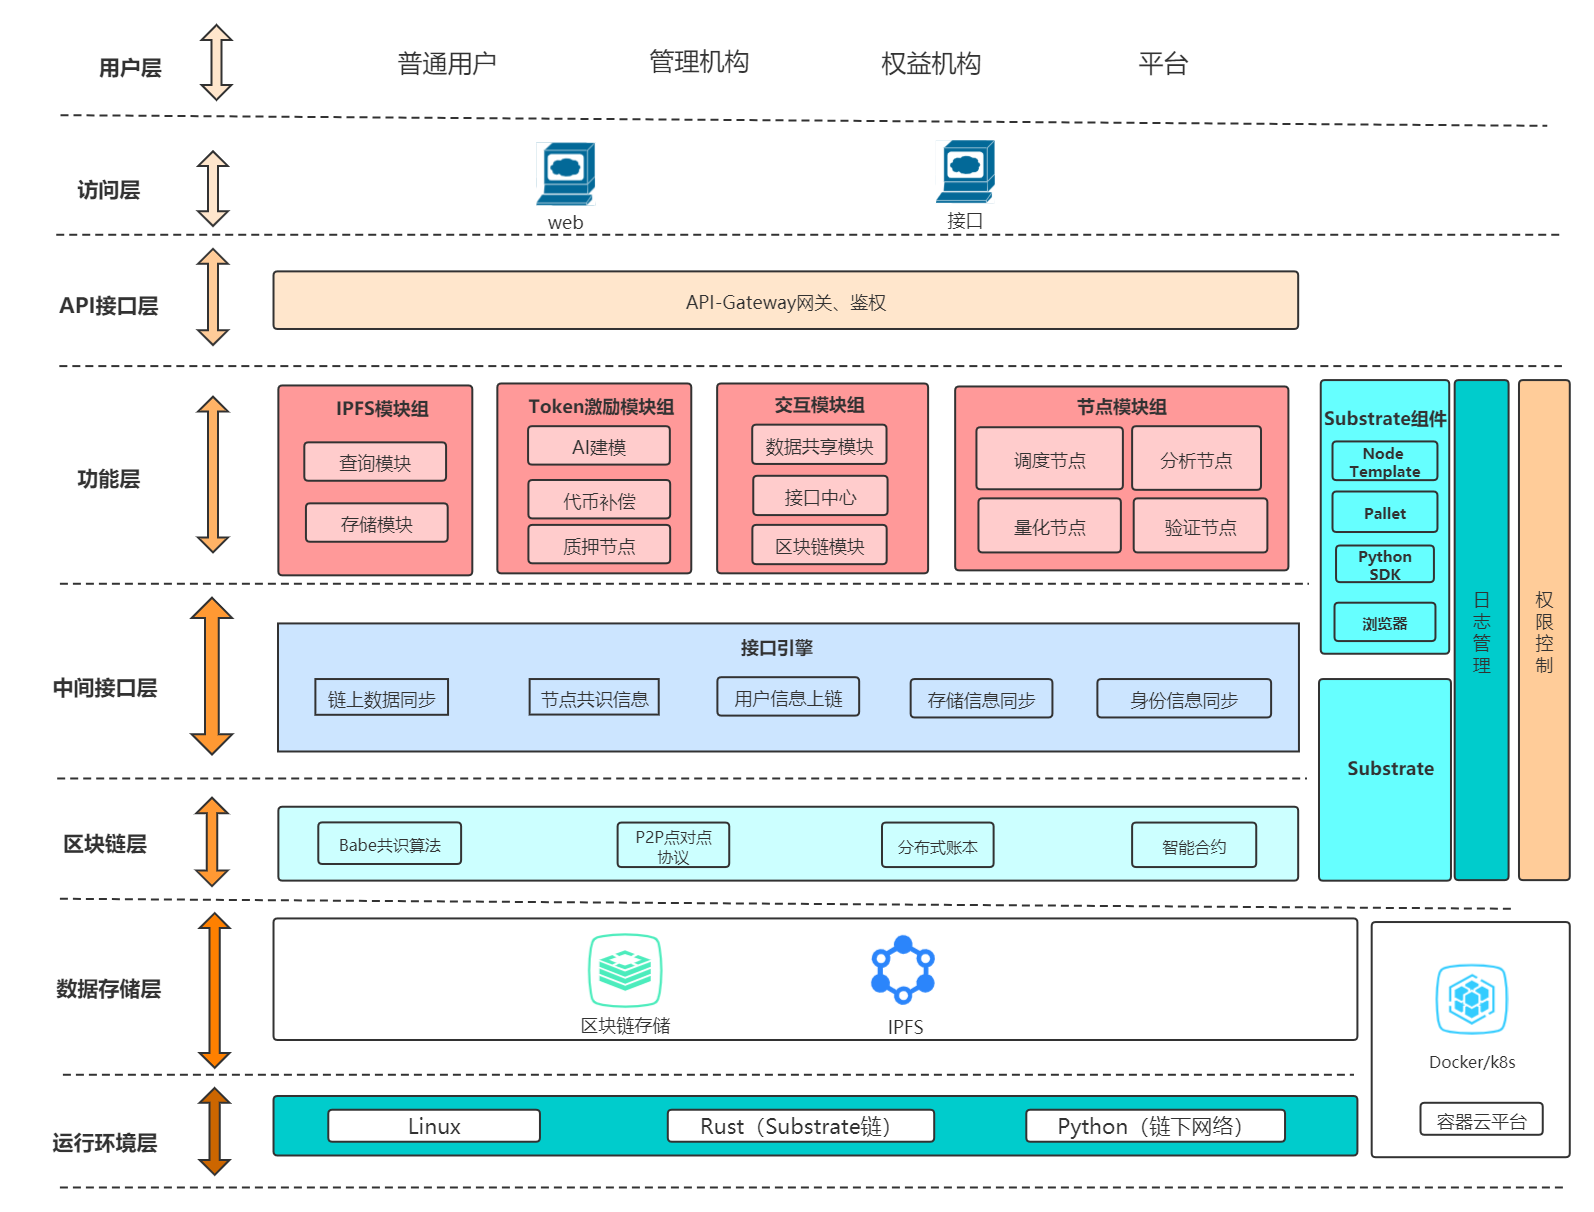 用户层
普通用户
管理机构
权益机构
平台
访问层
web
接口
API接口层
API-Gateway网关、鉴权
功能层
IPFS模块组
查询模块
存储模块
Token激励模块组
AI建模
代币补偿
质押节点
交互模块组
数据共享模块
接口中心
区块链模块
节点模块组
调度节点
分析节点
量化节点
验证节点
Substrate组件
Node
Template
Pallet
Python
SDK
浏览器
日志管理
权限控制
中间接口层
接口引擎
链上数据同步
节点共识信息
用户信息上链
存储信息同步
身份信息同步
Substrate
区块链层
Babe共识算法
P2P点对点
协议
分布式账本
智能合约
数据存储层
区块链存储
IPFS
Docker/k8s
容器云平台
运行环境层
Linux
Rust（Substrate链）
Python（链下网络）